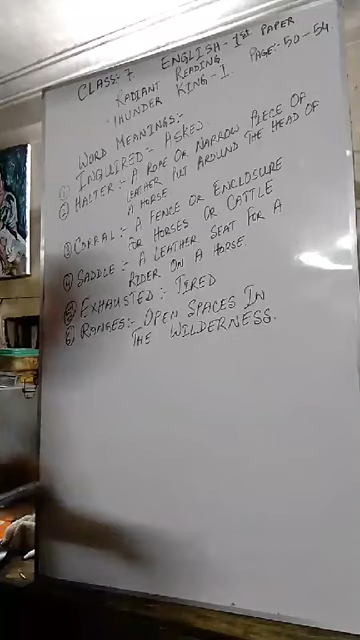 CLASS:- 7 ENGLISH - 1st PAPER
RADIANT READING PAGE:- 50-54
THUNDER KING - 1.
WORD MEANINGS:-
① INQUIRED:- ASKED
② HALTER:- A ROPE OR NARROW PIECE OF
LEATHER PUT AROUND THE HEAD OF
A HORSE.
③ CORRAL:- A FENCE OR ENCLOSURE
FOR HORSES OR CATTLE
④ SADDLE:- A LEATHER SEAT FOR A
RIDER ON A HORSE.
⑤ EXHAUSTED:- TIRED
⑥ RANGES:- OPEN SPACES IN
THE WILDERNESS.